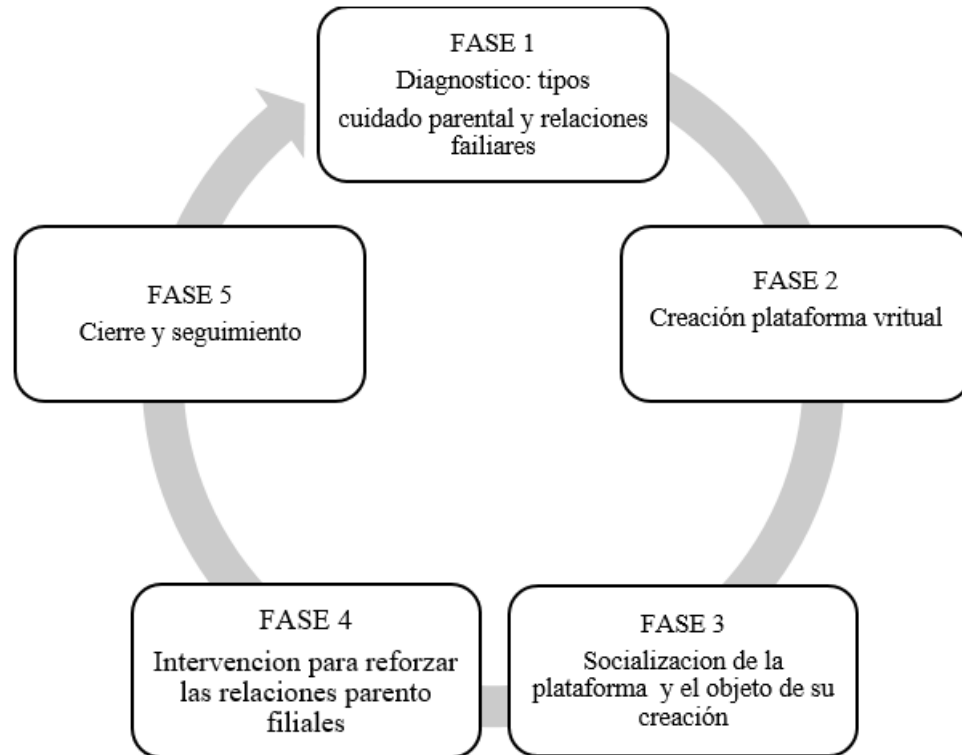 FASE 1
Diagnostico: tipos
cuidado parental y relaciones
failiares
FASE 2
Creación plataforma vritual
FASE 3
Socializacion de la
plataforma y el objeto de su
creación
FASE 4
Intervencion para reforzar
las relaciones parento
filiales
FASE 5
Cierre y seguimiento